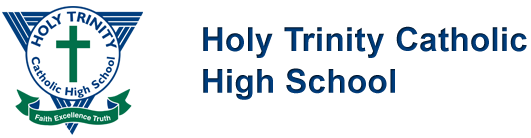 HOLY TRINITY
Catholic High School
Faith Excellence Truth
Holy Trinity Catholic
High School